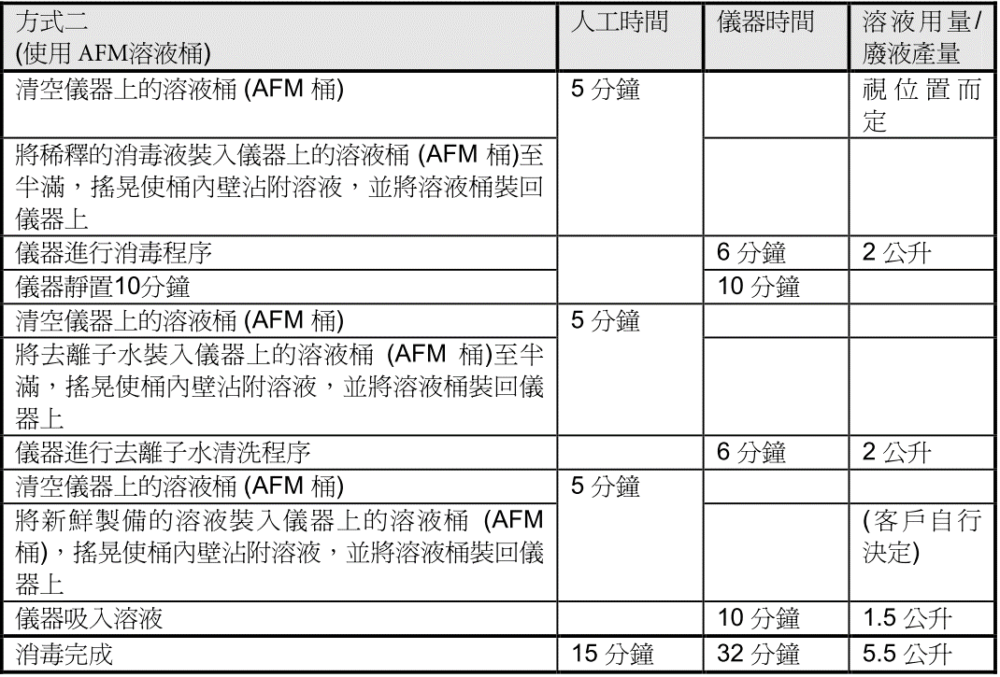 方式二 人工時間 儀器時間 溶液用量/
(使用 AFM溶液桶) 廢液產量
清空儀器上的溶液桶 (AFM 桶) 5 分鐘 視位置而
定
將稀釋的消毒液裝入儀器上的溶液桶 (AFM 桶)至
半滿，搖晃使桶內壁沾附溶液，並將溶液桶裝回
儀器上
儀器進行消毒程序 6 分鐘 2 公升
儀器靜置10分鐘 10 分鐘
清空儀器上的溶液桶 (AFM 桶) 5 分鐘
將去離子水裝入儀器上的溶液桶 (AFM 桶)至半
滿，搖晃使桶內壁沾附溶液，並將溶液桶裝回儀
器上
儀器進行去離子水清洗程序 6 分鐘 2 公升
清空儀器上的溶液桶 (AFM 桶) 5 分鐘
將新鮮製備的溶液裝入儀器上的溶液桶 (AFM (客戶自行
桶)，搖晃使桶內壁沾附溶液，並將溶液桶裝回儀 決定)
器上
儀器吸入溶液 10 分鐘 1.5 公升
消毒完成 15 分鐘 32 分鐘 5.5 公升